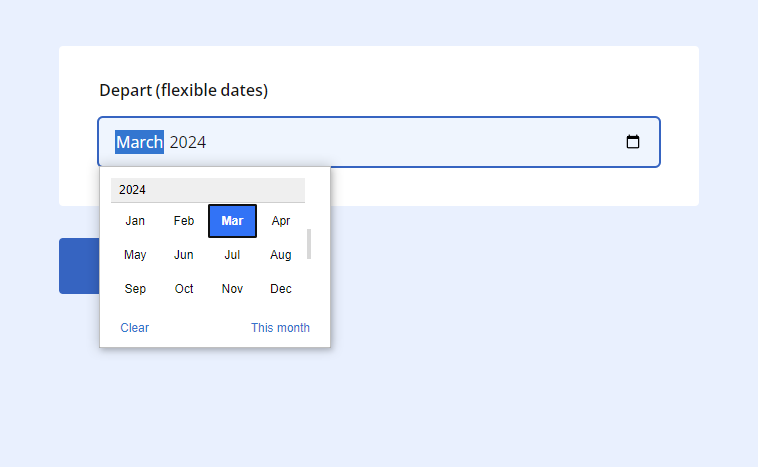 Depart (flexible dates)
March 2024
2024
Jan Feb Mar Apr
May Jun Jul Aug
Sep Oct Nov Dec
Clear This month